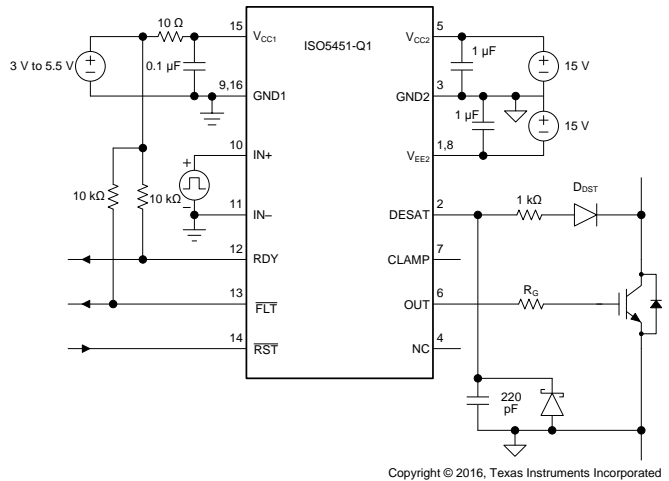 ISO5451-Q1
10 Ω
3 V to 5.5 V
0.1 µF
15
VCC1
9,16
GND1
10
IN+
11
IN–
10 kΩ
10 kΩ
12
RDY
13
FLT
14
RST
5
VCC2
1 µF
15 V
3
GND2
1 µF
15 V
1,8
VEE2
2
DESAT
1 kΩ
DDST
7
CLAMP
6
OUT
RG
4
NC
220
pF
Copyright © 2016, Texas Instruments Incorporated